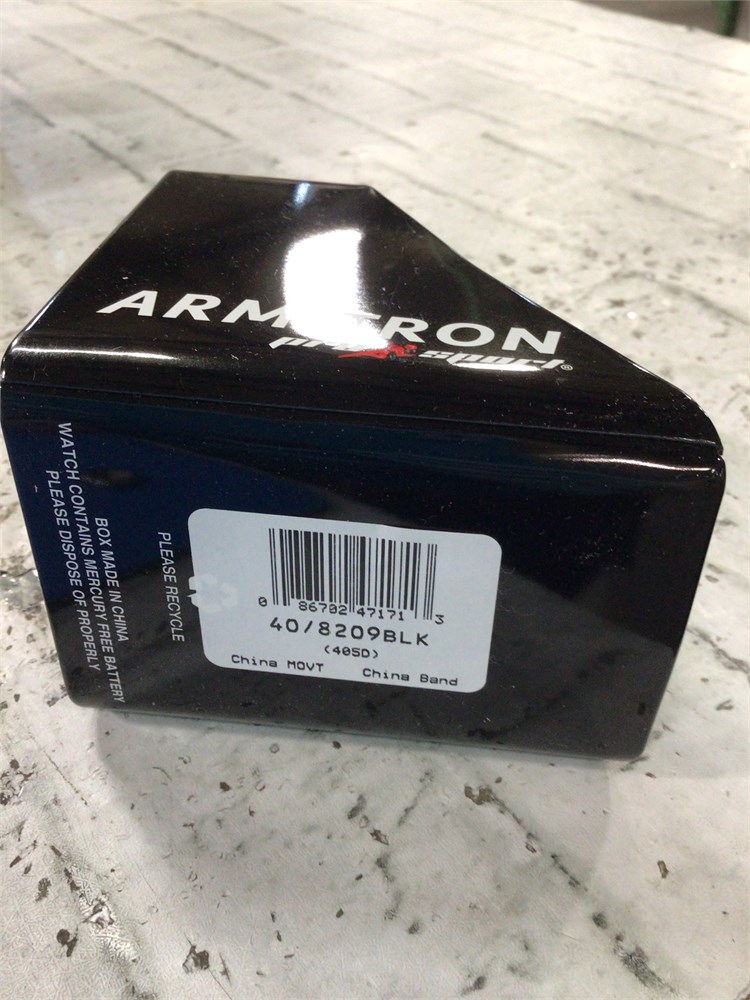 ARMITRON
pro sport®
WATCH CONTAINS MERCURY FREE BATTERY
PLEASE DISPOSE OF PROPERLY
BOX MADE IN CHINA
PLEASE RECYCLE
0 86702 47171 3
40/8209BLK
(40SD)
China MOVT China Band